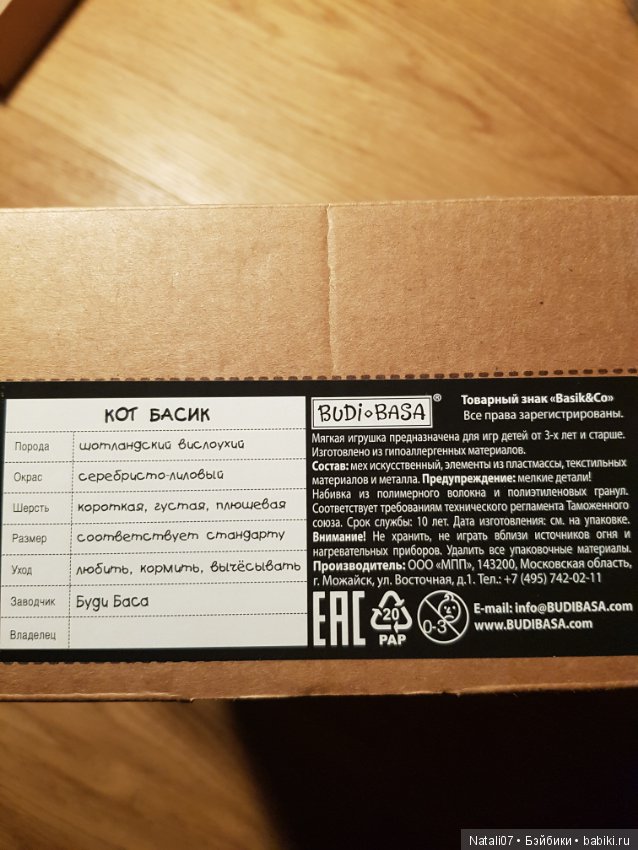 КОТ БАСИК
Порода шотландский вислоухий
Окрас серебристо-лиловый
Шерсть короткая, густая, плюшевая
Размер соответствует стандарту
Уход любить, кормить, вычёсывать
Заводчик Буди Баса
Владелец
BUDI BASA®
Товарный знак «Basik&Co»
Все права зарегистрированы.
Мягкая игрушка предназначена для игр детей от 3-х лет и старше.
Изготовлено из гипоаллергенных материалов.
Состав: мех искусственный, элементы из пластмассы, текстильных
материалов и металла. Предупреждение: мелкие детали!
Набивка из полимерного волокна и полиэтиленовых гранул.
Соответствует требованиям технического регламента Таможенного
союза. Срок службы: 10 лет. Дата изготовления: см. на упаковке.
Внимание! Не хранить, не играть вблизи источников огня и
нагревательных приборов. Удалить все упаковочные материалы.
Производитель: ООО «МПП», 143200, Московская область,
г. Можайск, ул. Восточная, д.1. Тел.: +7 (495) 742-02-11
EAC
20
PAP
0-3
E-mail: info@BUDIBASA.com
www.BUDIBASA.com
Natali07 • Бэйбики • babiki.ru